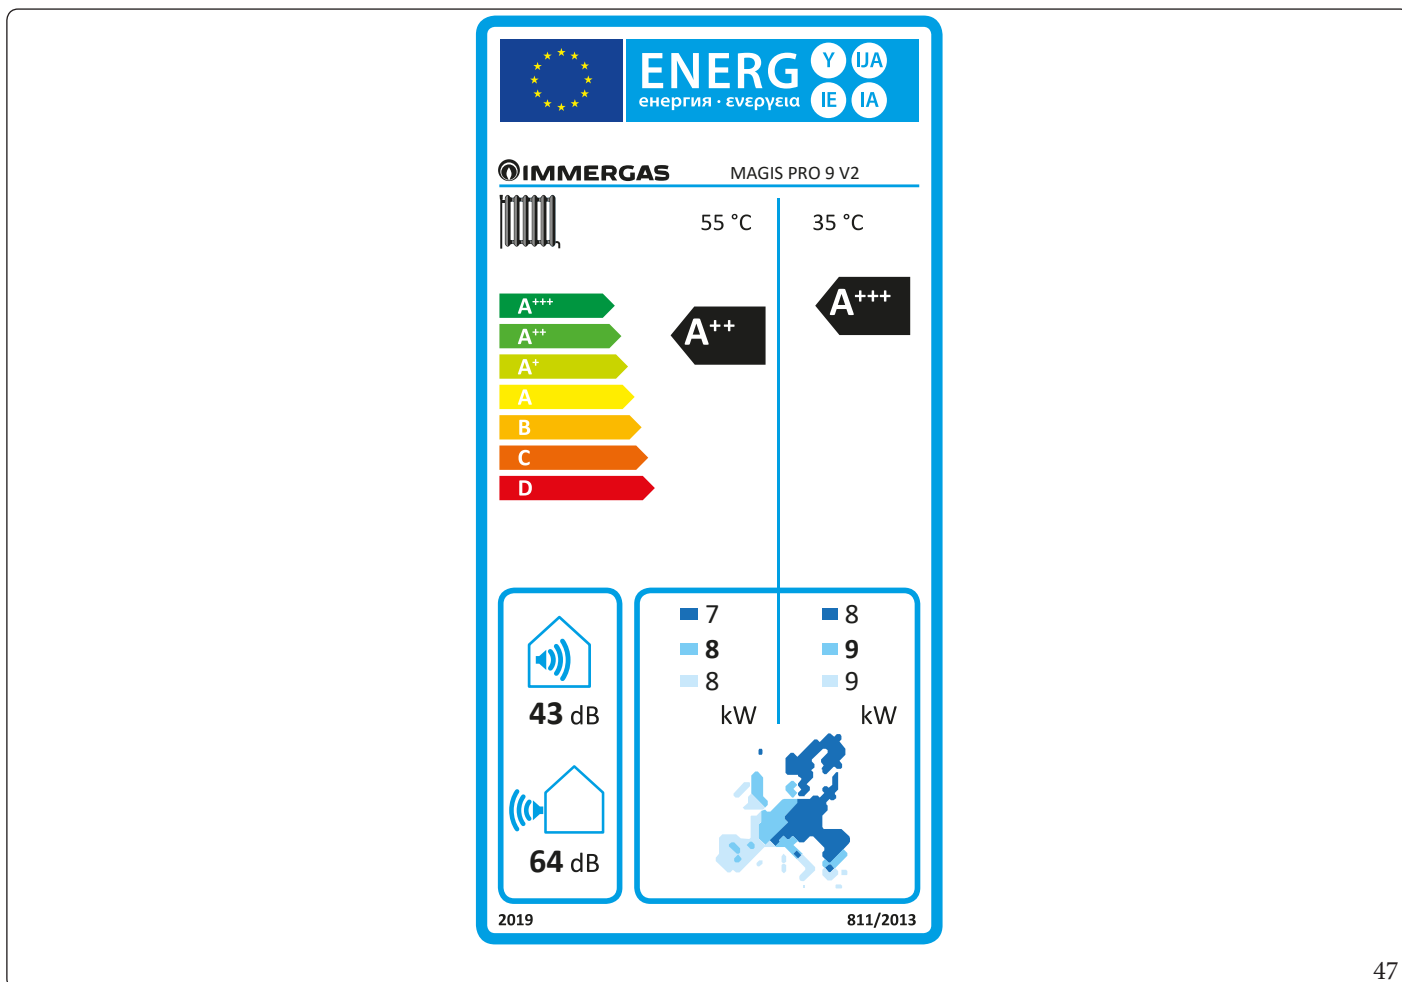 ENERG Y IJA
енергия · ενεργεια IE IA
IMMERGAS MAGIS PRO 9 V2
55 °C 35 °C
A+++
A++
A+
A
B
C
D
A++
A+++
43 dB
64 dB
7 8
8 9
8 9
kW kW
2019 811/2013
47